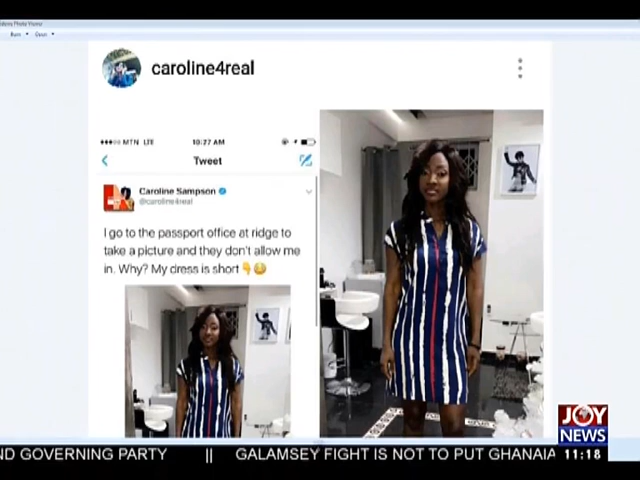 caroline4real
MTN LTE 10:27 AM
Tweet
Caroline Sampson
@caroline4real
I go to the passport office at ridge to
take a picture and they don't allow me
in. Why? My dress is short👇😳
JOY
NEWS
ND GOVERNING PARTY || GALAMSEY FIGHT IS NOT TO PUT GHANAIA
11:18